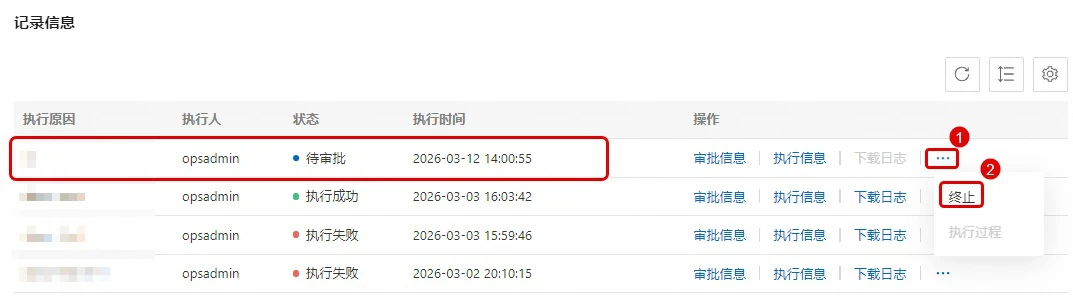 记录信息
执行原因 执行人 状态 执行时间 操作
opsadmin 待审批 2026-03-12 14:00:55 审批信息 执行信息 下载日志 ... 1
opsadmin 执行成功 2026-03-03 16:03:42 审批信息 执行信息 下载日志 终止 2
opsadmin 执行失败 2026-03-03 15:59:46 审批信息 执行信息 下载日志 执行过程
opsadmin 执行失败 2026-03-02 20:10:15 审批信息 执行信息 下载日志 ...